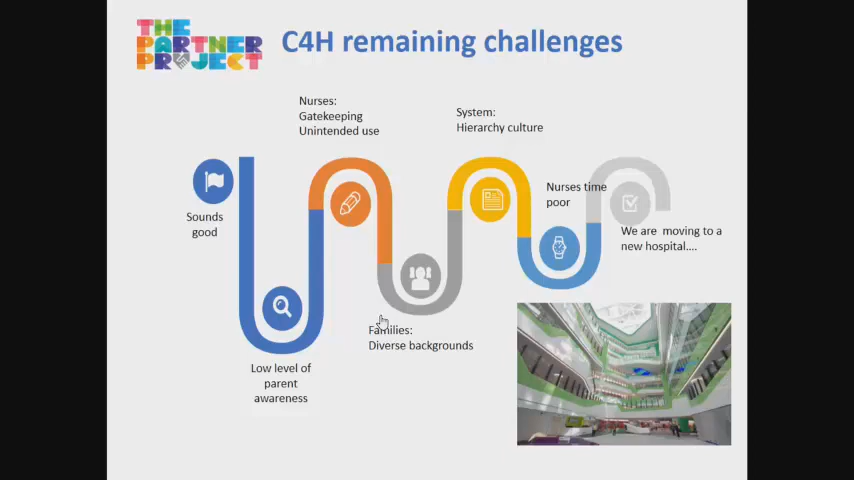 THE
PARTNER
PROJECT
C4H remaining challenges
Nurses:
Gatekeeping
Unintended use
System:
Hierarchy culture
Sounds
good
Nurses time
poor
We are  moving to a
new hospital....
Families:
Diverse backgrounds
Low level of
parent
awareness